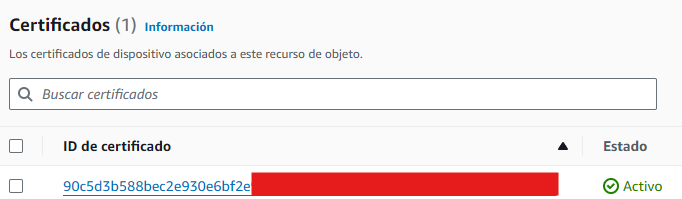 Certificados (1) Información
Los certificados de dispositivo asociados a este recurso de objeto.
Buscar certificados
ID de certificado Estado
90c5d3b588bec2e930e6bf2e Activo